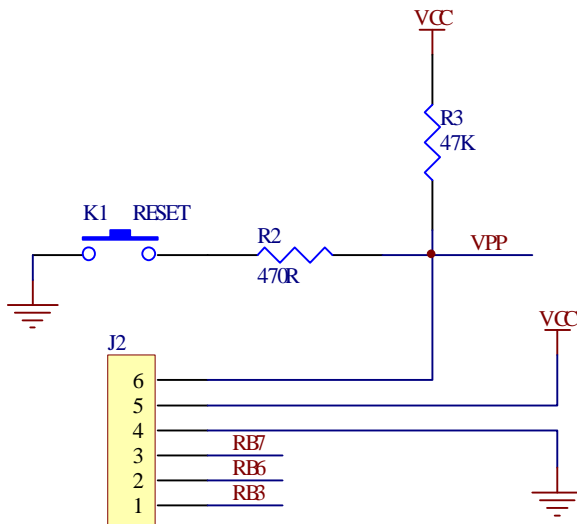 VCC
R3
47K
K1 RESET
R2
VPP
470R
VCC
J2
6
5
4
3 RB7
2 RB6
1 RB3